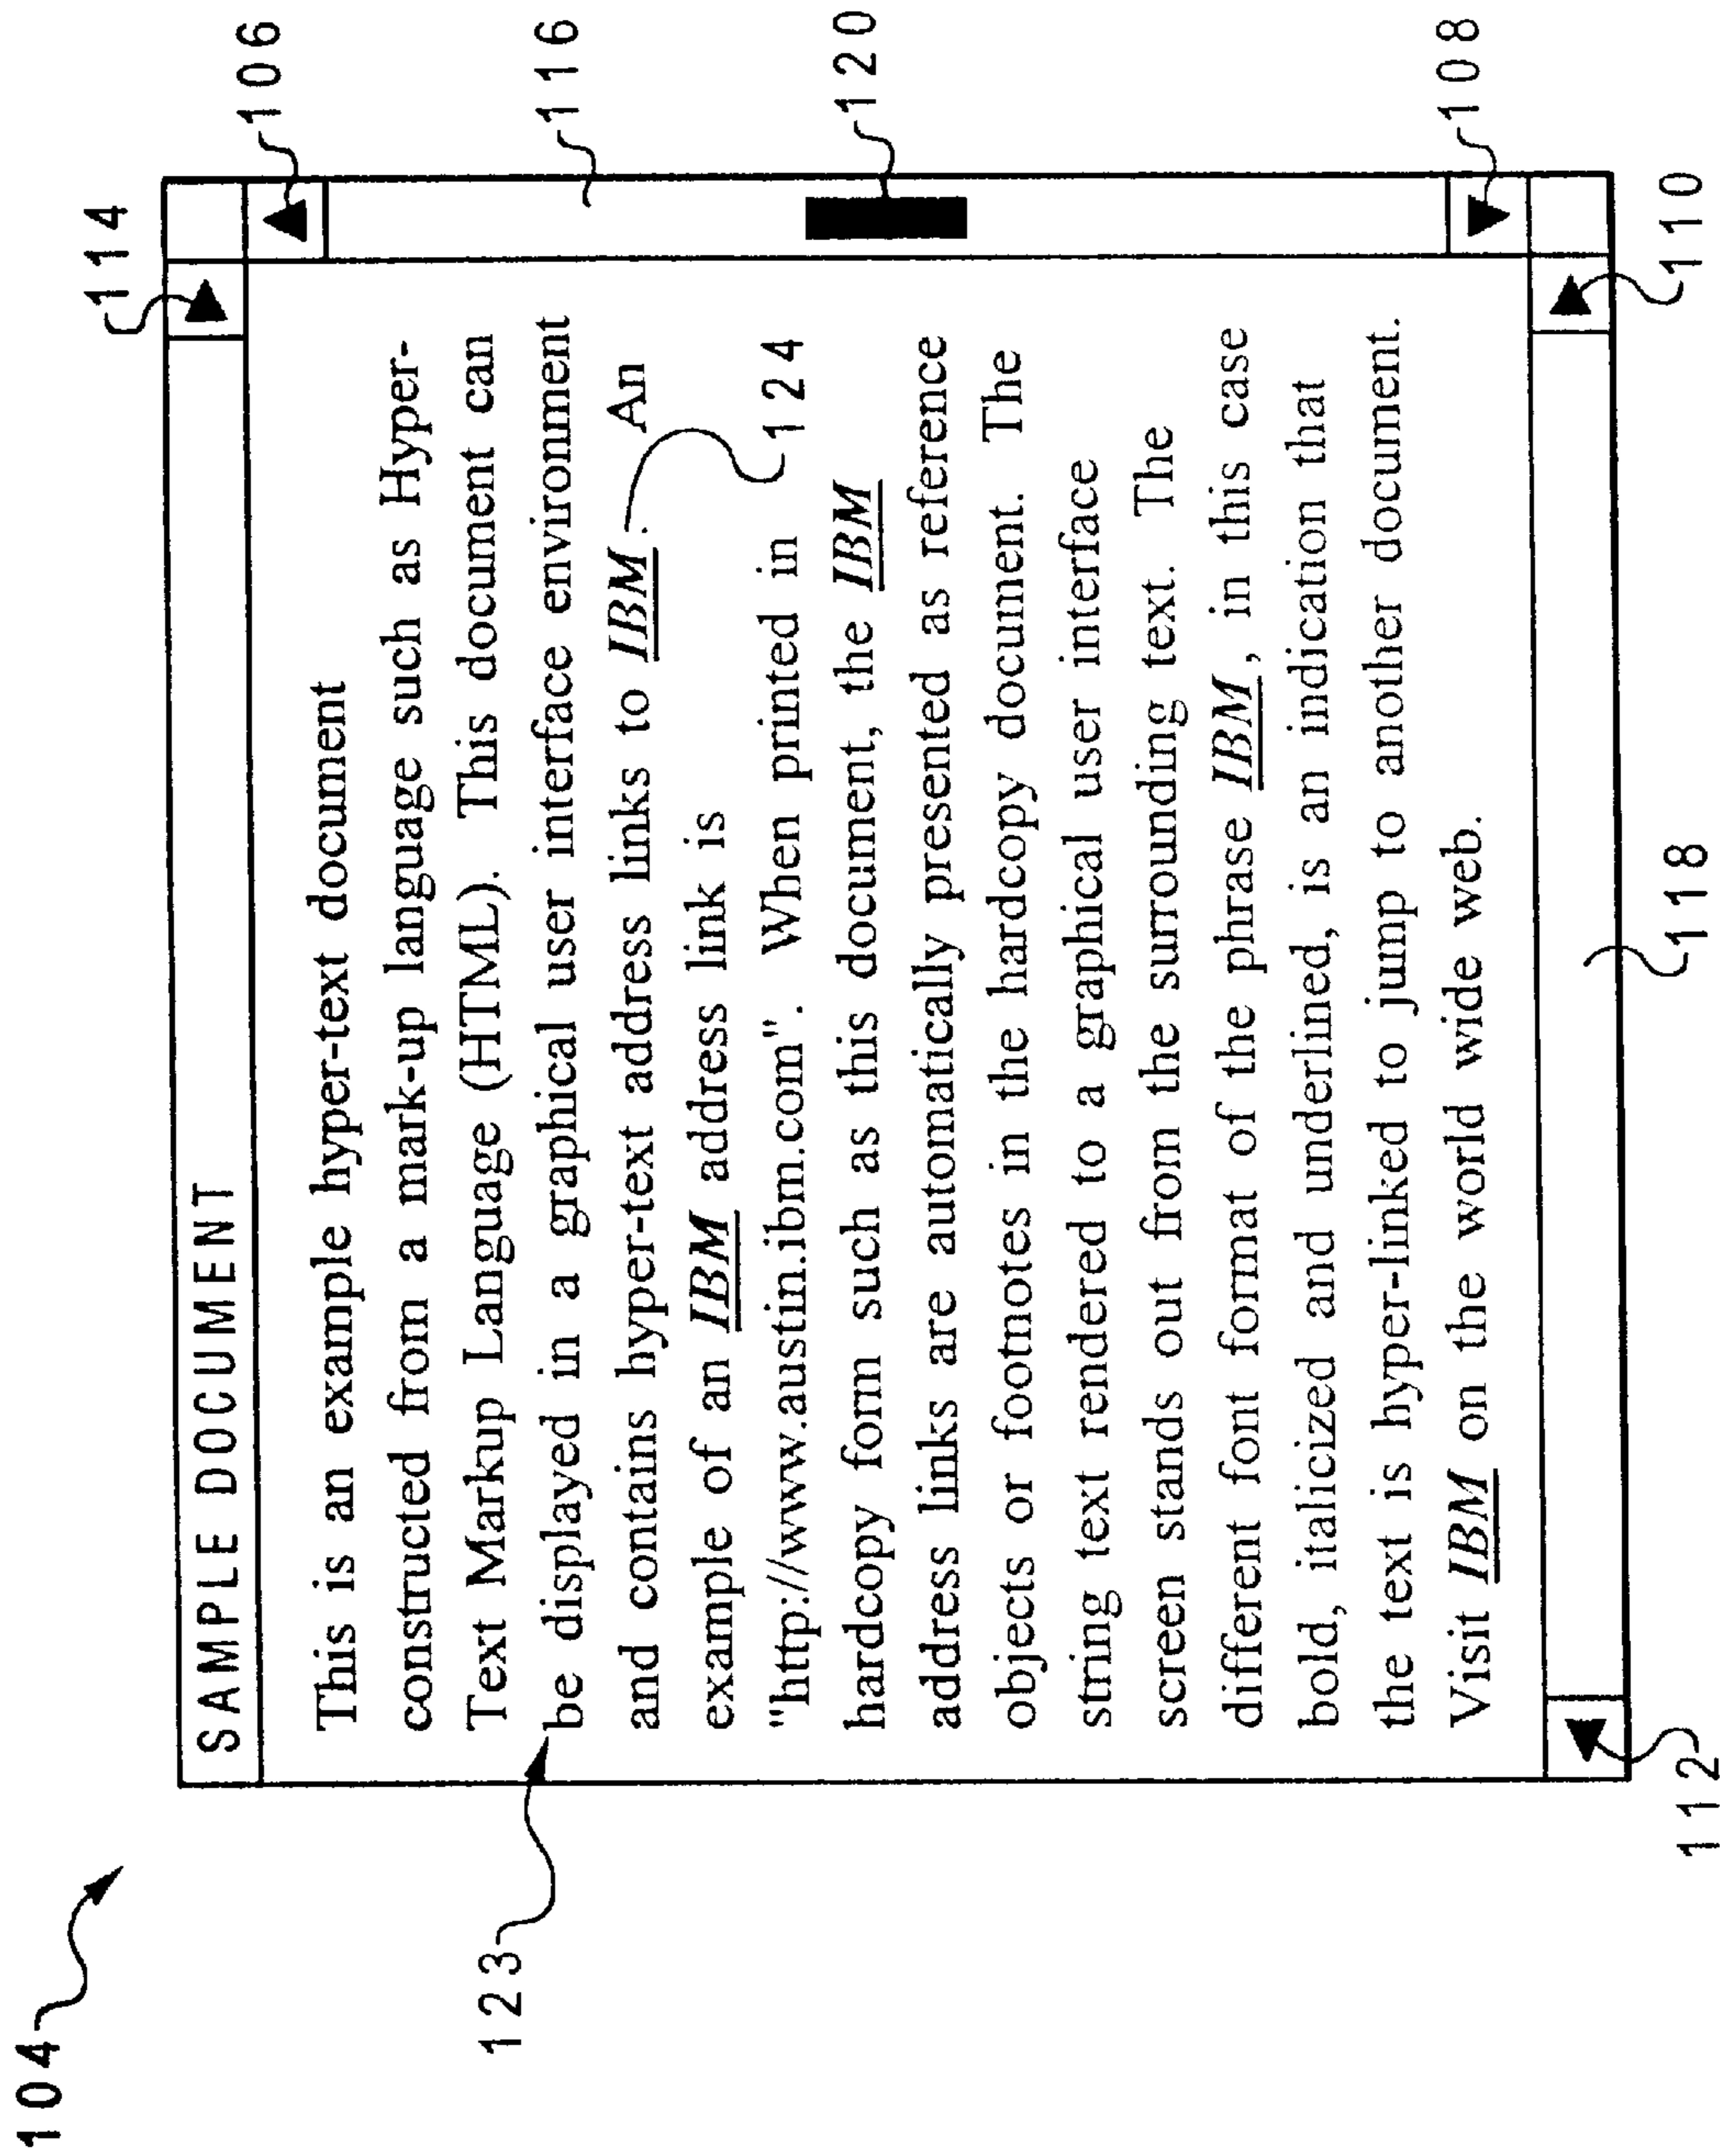 104
114
106
SAMPLE DOCUMENT
116
This is an example hyper-text document
constructed from a mark-up language such as Hyper-
Text Markup Language (HTML). This document can
123
be displayed in a graphical user interface environment
and contains hyper-text address links to IBM. An
example of an IBM address link is
124
"http://www.austin.ibm.com". When printed in
hardcopy form such as this document, the IBM
120
address links are automatically presented as reference
objects or footnotes in the hardcopy document. The
string text rendered to a graphical user interface
screen stands out from the surrounding text. The
different font format of the phrase IBM, in this case
bold, italicized and underlined, is an indication that
the text is hyper-linked to jump to another document.
Visit IBM on the world wide web.
108
112
118
110